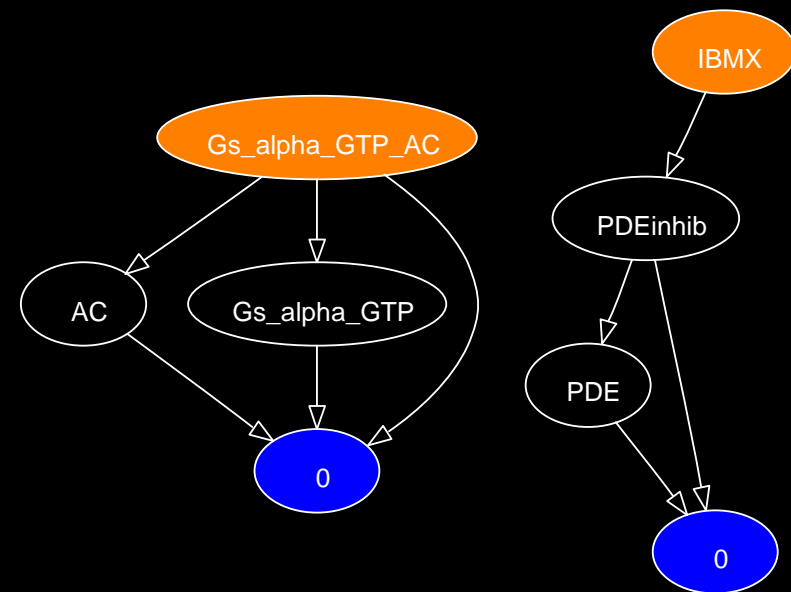 IBMX
Gs_alpha_GTP_AC
PDEinhib
AC
Gs_alpha_GTP
PDE
0
0